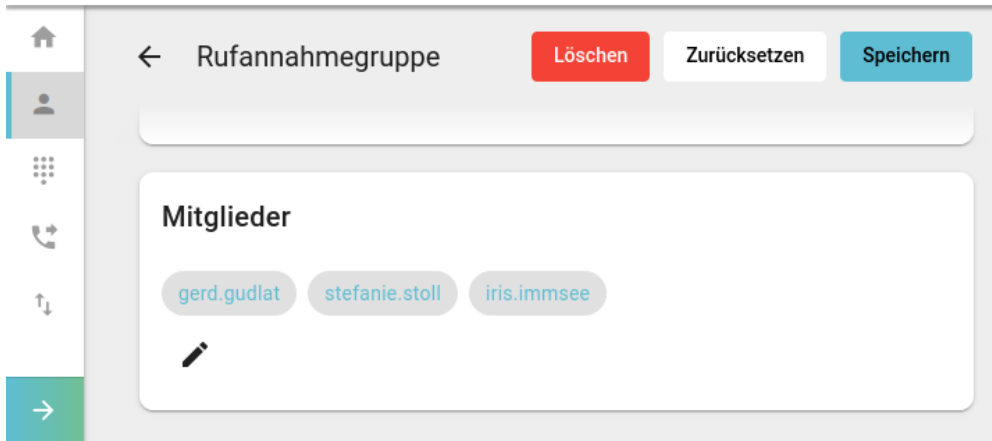 Rufannahmegruppe Löschen Zurücksetzen Speichern
Mitglieder
gerd.gudlat stefanie.stoll iris.immsee